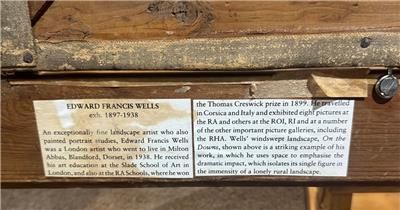 EDWARD FRANCIS WELLS
exh. 1897-1938
An exceptionally fine landscape artist who also
painted portrait studies, Edward Francis Wells
was a London artist who went to live in Milton
Abbas, Blandford, Dorset, in 1938. He received
his art education at the Slade School of Art in
London, and also at the RA Schools, where he won
the Thomas Creswick prize in 1899. He travelled
in Corsica and Italy and exhibited eight pictures at
the RA and others at the ROI, RI and at a number
of the other important picture galleries, including
the RHA. Wells' windswept landscape, On the
Downs, shown above is a striking example of his
work, in which he uses space to emphasise the
dramatic impact, which isolates the single figure in
the immensity of a lonely rural landscape.